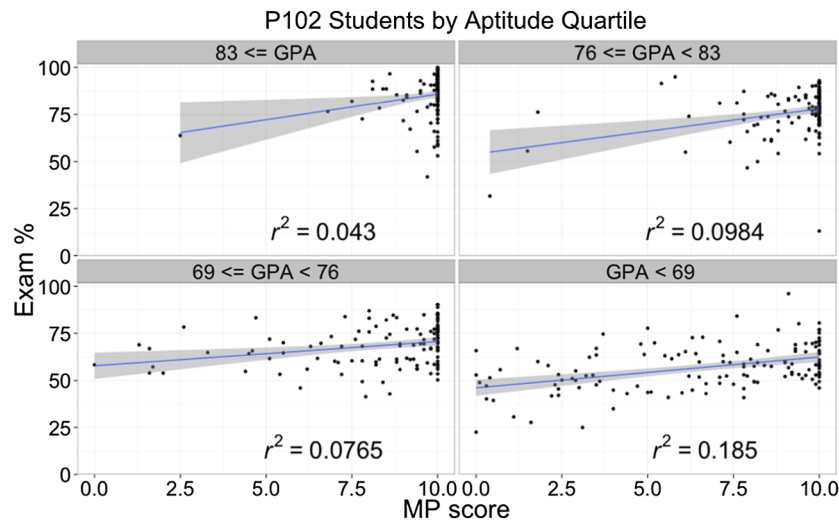 P102 Students by Aptitude Quartile
83 <= GPA
76 <= GPA < 83
100
75
50
25
0
r² = 0.043
r² = 0.0984
Exam %
69 <= GPA < 76
GPA < 69
100
75
50
25
0
r² = 0.0765
r² = 0.185
0.0 2.5 5.0 7.5 10.0 0.0 2.5 5.0 7.5 10.0
MP score